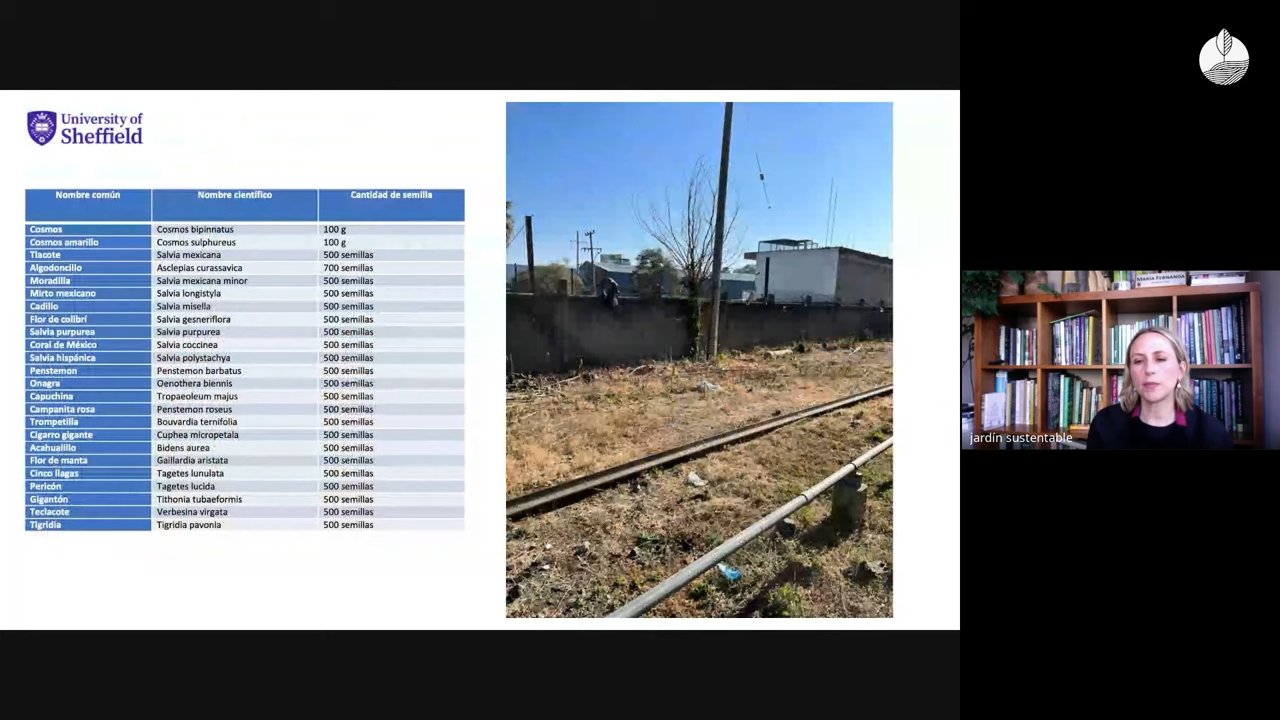 University of
Sheffield
Nombre común Nombre científico Cantidad de semilla
Cosmos Cosmos bipinnatus 100 g
Cosmos amarillo Cosmos sulphureus 100 g
Tlacote Salvia mexicana 500 semillas
Algodoncillo Asclepias curassavica 700 semillas
Moradilla Salvia mexicana minor 500 semillas
Mirto mexicano Salvia longistyla 500 semillas
Cadillo Salvia misella 500 semillas
Flor de colibrí Salvia gesneriflora 500 semillas
Salvia purpurea Salvia purpurea 500 semillas
Coral de México Salvia coccinea 500 semillas
Salvia hispánica Salvia polystachya 500 semillas
Penstemon Penstemon barbatus 500 semillas
Onagra Oenothera biennis 500 semillas
Capuchina Tropaeoleum majus 500 semillas
Campanita rosa Penstemon roseus 500 semillas
Trompetilla Bouvardia ternifolia 500 semillas
Cigarro gigante Cuphea micropetala 500 semillas
Acahualillo Bidens aurea 500 semillas
Flor de manta Gaillardia aristata 500 semillas
Cinco llagas Tagetes lunulata 500 semillas
Pericón Tagetes lucida 500 semillas
Gigantón Tithonia tubaeformis 500 semillas
Teclacote Verbesina virgata 500 semillas
Tigridia Tigridia pavonia 500 semillas
MARÍA FERNANDA
jardín sustentable